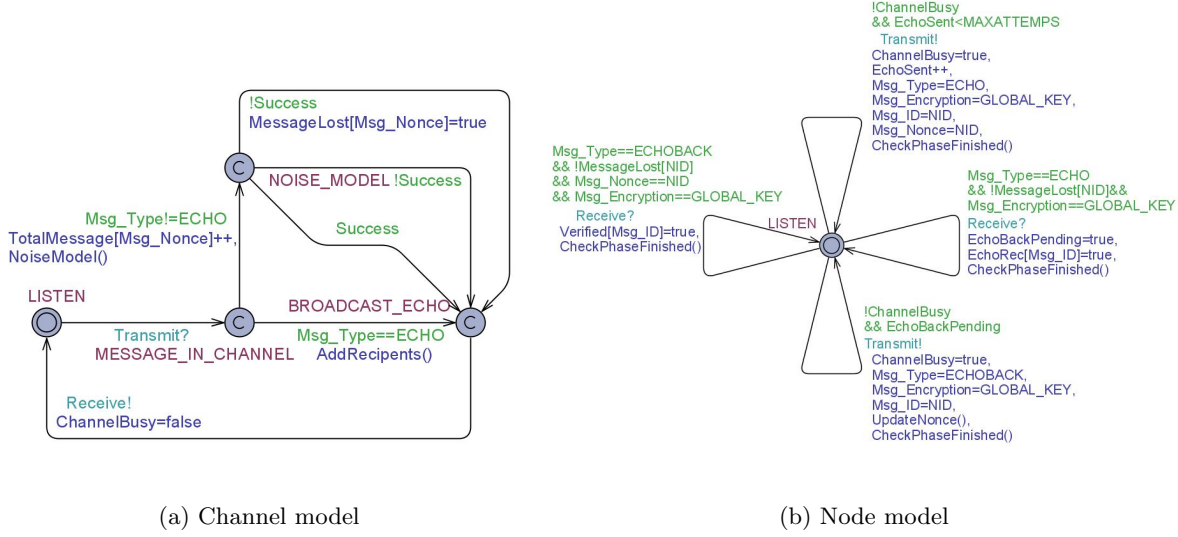 !Success
MessageLost[Msg_Nonce]=true
C
NOISE_MODEL !Success
Msg_Type!=ECHO
TotalMessage[Msg_Nonce]++,
NoiseModel()
Success
LISTEN
BROADCAST_ECHO
C
C
Transmit?
MESSAGE_IN_CHANNEL
Msg_Type==ECHO
AddRecipents()
Receive!
ChannelBusy=false
(a) Channel model
!ChannelBusy
&& EchoSent<MAXATTEMPS
Transmit!
ChannelBusy=true,
EchoSent++,
Msg_Type=ECHO,
Msg_Encryption=GLOBAL_KEY,
Msg_ID=NID,
Msg_Nonce=NID,
CheckPhaseFinished()
Msg_Type==ECHOBACK
&& !MessageLost[NID]
&& Msg_Nonce==NID
&& Msg_Encryption==GLOBAL_KEY
Receive?
Verified[Msg_ID]=true,
CheckPhaseFinished()
LISTEN
Msg_Type==ECHO
&& !MessageLost[NID]&&
Msg_Encryption==GLOBAL_KEY
Receive?
EchoBackPending=true,
EchoRec[Msg_ID]=true,
CheckPhaseFinished()
!ChannelBusy
&& EchoBackPending
Transmit!
ChannelBusy=true,
Msg_Type=ECHOBACK,
Msg_Encryption=GLOBAL_KEY,
Msg_ID=NID,
UpdateNonce(),
CheckPhaseFinished()
(b) Node model